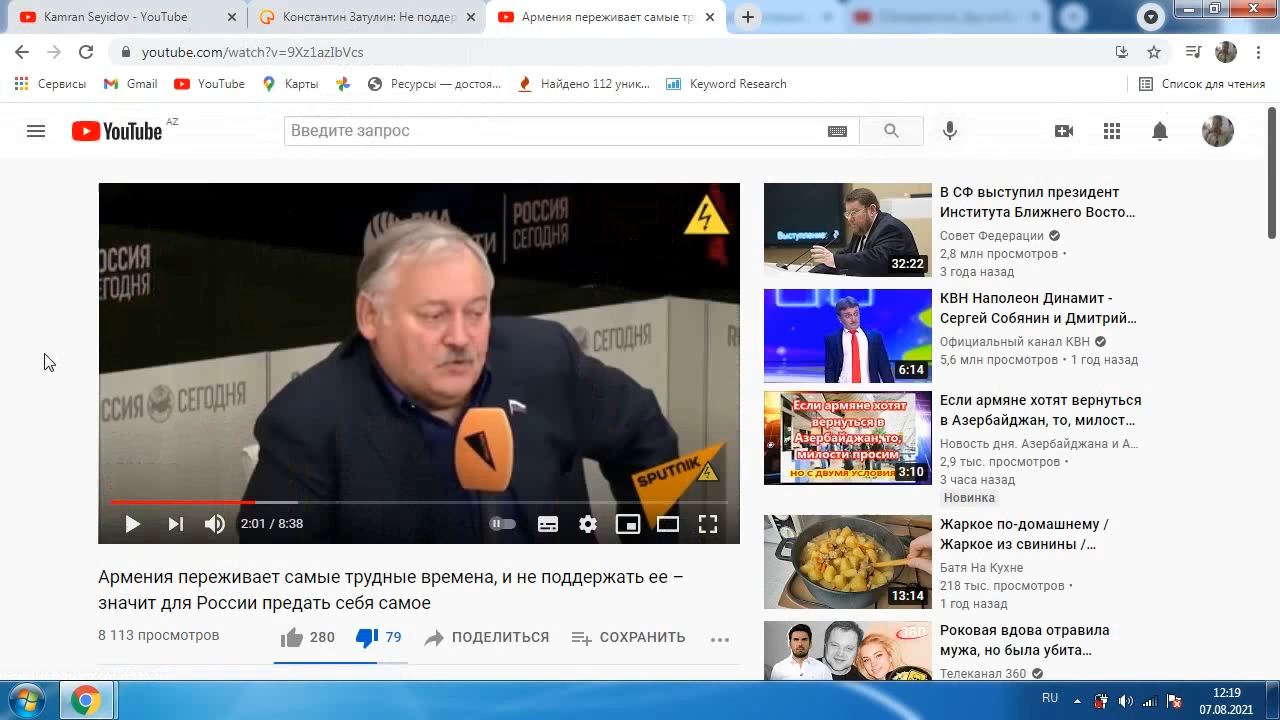 Kamran Seyidov - YouTube
Константин Затулин: Не поддер
Армения переживает самые тр
youtube.com/watch?v=9Xz1azIbVcs
Сервисы
Gmail
YouTube
Карты
Ресурсы — достоя...
Найдено 112 уник...
Keyword Research
Список для чтения
YouTube AZ
Введите запрос
РОССИЯ
СЕГОДНЯ
РОССИЯ
СЕГОДНЯ
СЕГОДНЯ
SPUTNIK
2:01 / 8:38
Армения переживает самые трудные времена, и не поддержать ее –
значит для России предать себя самое
8 113 просмотров
280
79
ПОДЕЛИТЬСЯ
СОХРАНИТЬ
32:22
В СФ выступил президент
Института Ближнего Восто...
Совет Федерации
2,8 млн просмотров •
3 года назад
6:14
КВН Наполеон Динамит -
Сергей Собянин и Дмитрий...
Официальный канал КВН
5,6 млн просмотров • 1 год назад
Если армяне хотят
вернуться в
Азербайджан, то,
милости просим
НО С ДВУМЯ УСЛОВИЯ
3:10
Если армяне хотят вернуться
в Азербайджан, то, милост...
Новость дня. Азербайджана и А...
2,9 тыс. просмотров •
3 часа назад
Новинка
13:14
Жаркое по-домашнему /
Жаркое из свинины /...
Батя На Кухне
218 тыс. просмотров •
1 год назад
360
Роковая вдова отравила
мужа, но была убита...
Телеканал 360
RU
12:19
07.08.2021